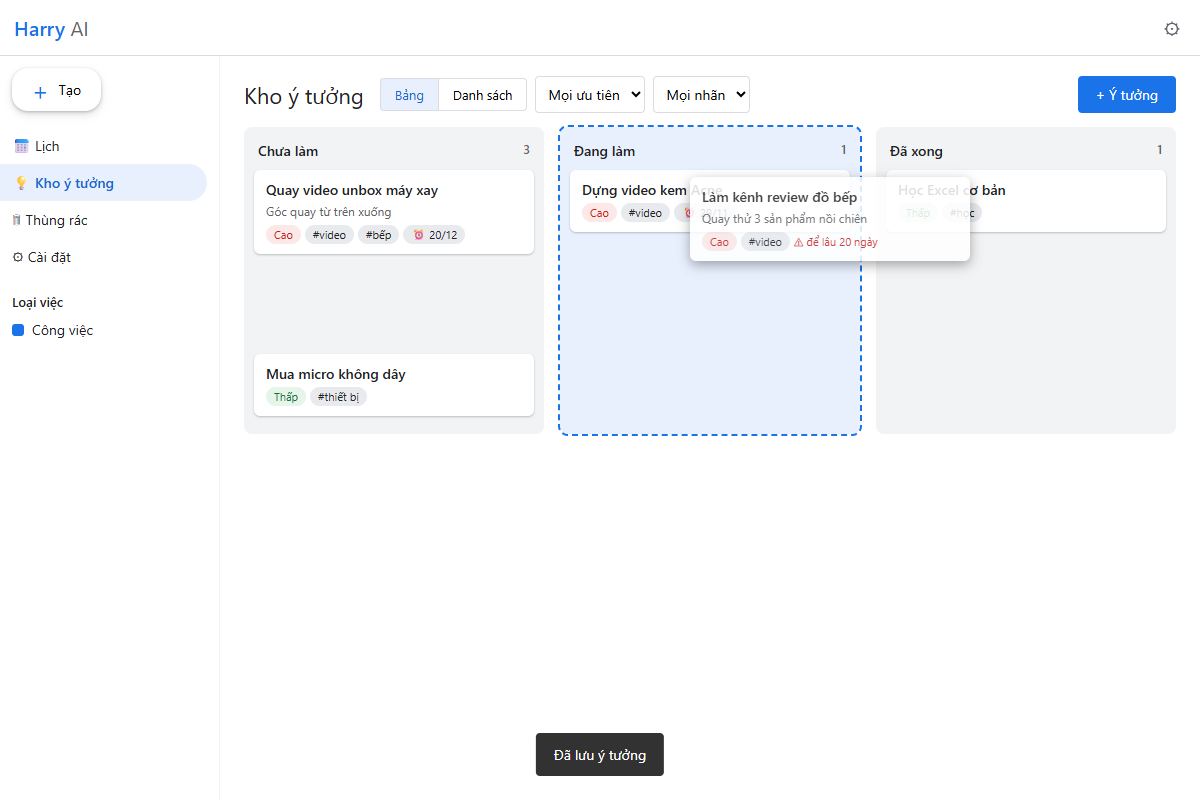 Harry AI
+ Tạo
Lịch
Kho ý tưởng
Thùng rác
Cài đặt
Loại việc
Công việc
Kho ý tưởng
Bảng
Danh sách
Mọi ưu tiên
Mọi nhãn
+ Ý tưởng
Chưa làm 3
Quay video unbox máy xay
Góc quay từ trên xuống
Cao #video #bếp 20/12
Mua micro không dây
Thấp #thiết bị
Đang làm 1
Dựng video kem Acne
Cao #video
Làm kênh review đồ bếp
Quay thử 3 sản phẩm nồi chiên
Cao #video để lâu 20 ngày
Đã xong 1
Học Excel cơ bản
Thấp #học
Đã lưu ý tưởng